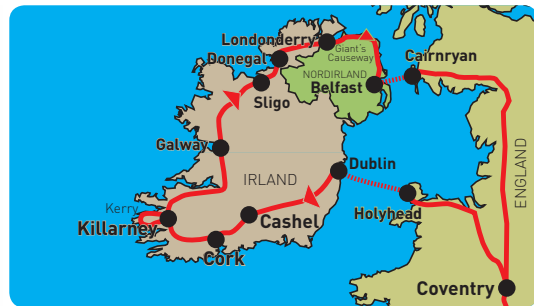 Londonderry
Donegal
Giant's
Causeway
NORDIRLAND
Belfast
Cairnryan
Sligo
Galway
Dublin
IRLAND
ENGLAND
Kerry
Killarney
Cashel
Holyhead
Cork
Coventry